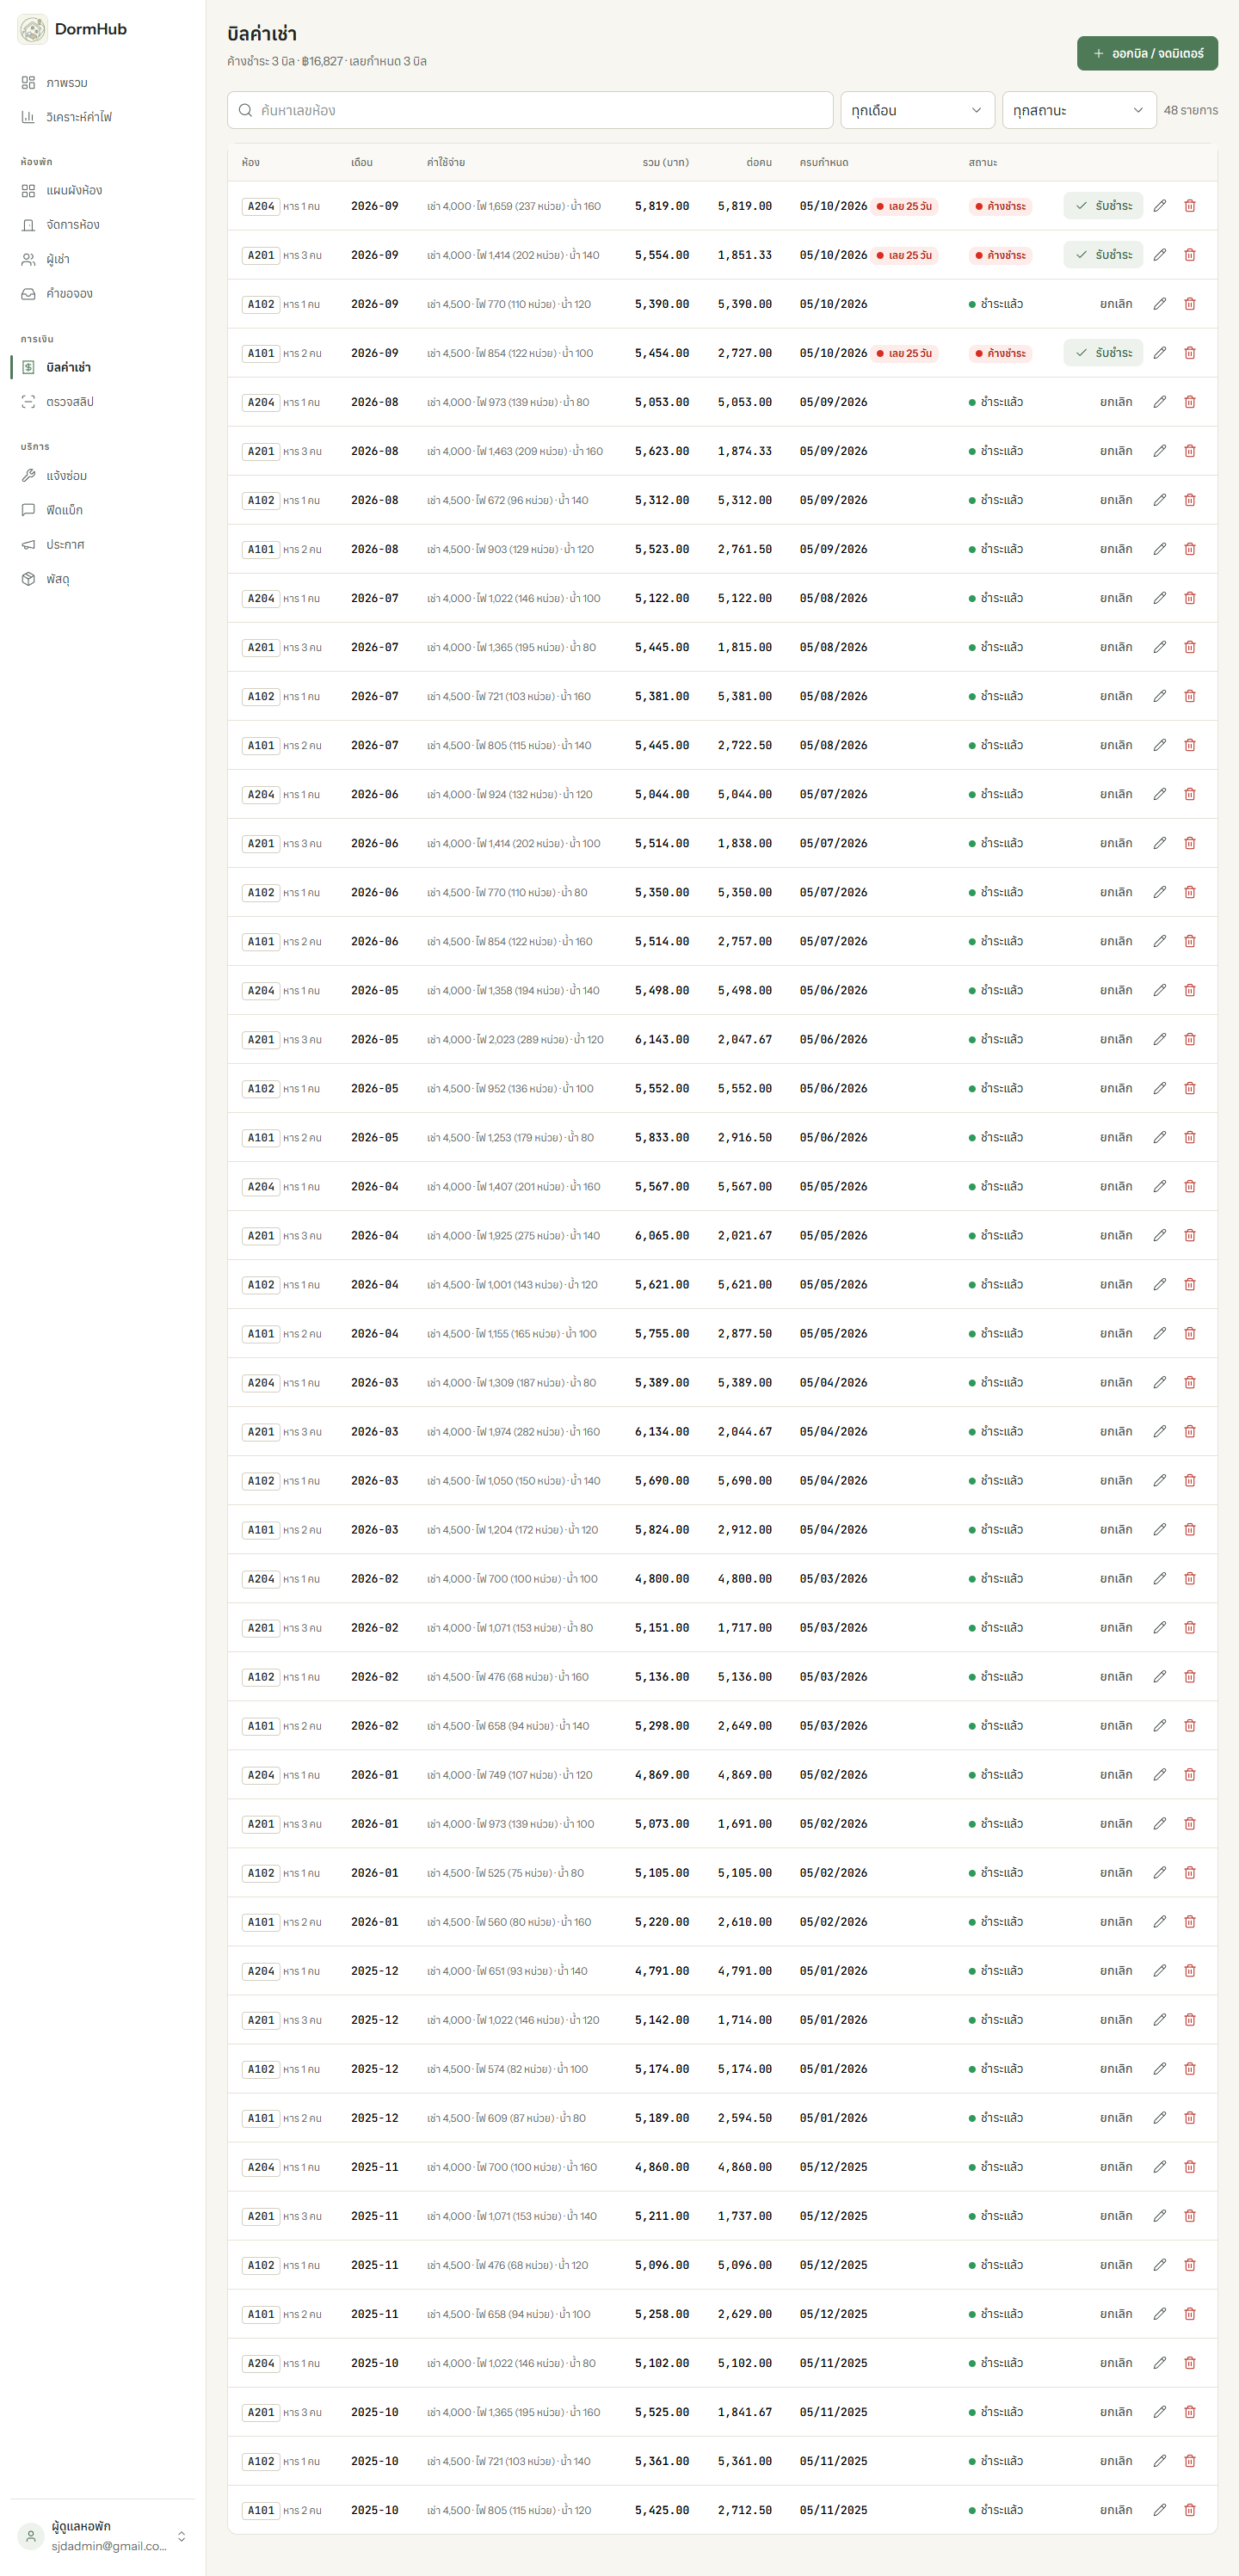 DormHub
ภาพรวม
วิเคราะห์ค่าไฟ
ห้องพัก
แผนผังห้อง
จัดการห้อง
ผู้เช่า
คำขอจอง
การเงิน
บิลค่าเช่า
ตรวจสลิป
บริการ
แจ้งซ่อม
ฟีดแบ็ก
ประกาศ
พัสดุ
ผู้ดูแลหอพัก
sjdadmin@gmail.co...
บิลค่าเช่า
ค้างชำระ 3 บิล · ฿16,827 · เลยกำหนด 3 บิล
ออกบิล / จดมิเตอร์
ค้นหาเลขห้อง
ทุกเดือน
ทุกสถานะ
48 รายการ
ห้อง เดือน ค่าใช้จ่าย รวม (บาท) ต่อคน ครบกำหนด สถานะ
A204 หาร 1 คน 2026-09 เช่า 4,000 · ไฟ 1,659 (237 หน่วย) · น้ำ 160 5,819.00 5,819.00 05/10/2026 เลย 25 วัน ค้างชำระ รับชำระ
A201 หาร 3 คน 2026-09 เช่า 4,000 · ไฟ 1,414 (202 หน่วย) · น้ำ 140 5,554.00 1,851.33 05/10/2026 เลย 25 วัน ค้างชำระ รับชำระ
A102 หาร 1 คน 2026-09 เช่า 4,500 · ไฟ 770 (110 หน่วย) · น้ำ 120 5,390.00 5,390.00 05/10/2026 ชำระแล้ว ยกเลิก
A101 หาร 2 คน 2026-09 เช่า 4,500 · ไฟ 854 (122 หน่วย) · น้ำ 100 5,454.00 2,727.00 05/10/2026 เลย 25 วัน ค้างชำระ รับชำระ
A204 หาร 1 คน 2026-08 เช่า 4,000 · ไฟ 973 (139 หน่วย) · น้ำ 80 5,053.00 5,053.00 05/09/2026 ชำระแล้ว ยกเลิก
A201 หาร 3 คน 2026-08 เช่า 4,000 · ไฟ 1,463 (209 หน่วย) · น้ำ 160 5,623.00 1,874.33 05/09/2026 ชำระแล้ว ยกเลิก
A102 หาร 1 คน 2026-08 เช่า 4,500 · ไฟ 672 (96 หน่วย) · น้ำ 140 5,312.00 5,312.00 05/09/2026 ชำระแล้ว ยกเลิก
A101 หาร 2 คน 2026-08 เช่า 4,500 · ไฟ 903 (129 หน่วย) · น้ำ 120 5,523.00 2,761.50 05/09/2026 ชำระแล้ว ยกเลิก
A204 หาร 1 คน 2026-07 เช่า 4,000 · ไฟ 1,022 (146 หน่วย) · น้ำ 100 5,122.00 5,122.00 05/08/2026 ชำระแล้ว ยกเลิก
A201 หาร 3 คน 2026-07 เช่า 4,000 · ไฟ 1,365 (195 หน่วย) · น้ำ 80 5,445.00 1,815.00 05/08/2026 ชำระแล้ว ยกเลิก
A102 หาร 1 คน 2026-07 เช่า 4,500 · ไฟ 721 (103 หน่วย) · น้ำ 160 5,381.00 5,381.00 05/08/2026 ชำระแล้ว ยกเลิก
A101 หาร 2 คน 2026-07 เช่า 4,500 · ไฟ 805 (115 หน่วย) · น้ำ 140 5,445.00 2,722.50 05/08/2026 ชำระแล้ว ยกเลิก
A204 หาร 1 คน 2026-06 เช่า 4,000 · ไฟ 924 (132 หน่วย) · น้ำ 120 5,044.00 5,044.00 05/07/2026 ชำระแล้ว ยกเลิก
A201 หาร 3 คน 2026-06 เช่า 4,000 · ไฟ 1,414 (202 หน่วย) · น้ำ 100 5,514.00 1,838.00 05/07/2026 ชำระแล้ว ยกเลิก
A102 หาร 1 คน 2026-06 เช่า 4,500 · ไฟ 770 (110 หน่วย) · น้ำ 80 5,350.00 5,350.00 05/07/2026 ชำระแล้ว ยกเลิก
A101 หาร 2 คน 2026-06 เช่า 4,500 · ไฟ 854 (122 หน่วย) · น้ำ 160 5,514.00 2,757.00 05/07/2026 ชำระแล้ว ยกเลิก
A204 หาร 1 คน 2026-05 เช่า 4,000 · ไฟ 1,358 (194 หน่วย) · น้ำ 140 5,498.00 5,498.00 05/06/2026 ชำระแล้ว ยกเลิก
A201 หาร 3 คน 2026-05 เช่า 4,000 · ไฟ 2,023 (289 หน่วย) · น้ำ 120 6,143.00 2,047.67 05/06/2026 ชำระแล้ว ยกเลิก
A102 หาร 1 คน 2026-05 เช่า 4,500 · ไฟ 952 (136 หน่วย) · น้ำ 100 5,552.00 5,552.00 05/06/2026 ชำระแล้ว ยกเลิก
A101 หาร 2 คน 2026-05 เช่า 4,500 · ไฟ 1,253 (179 หน่วย) · น้ำ 80 5,833.00 2,916.50 05/06/2026 ชำระแล้ว ยกเลิก
A204 หาร 1 คน 2026-04 เช่า 4,000 · ไฟ 1,407 (201 หน่วย) · น้ำ 160 5,567.00 5,567.00 05/05/2026 ชำระแล้ว ยกเลิก
A201 หาร 3 คน 2026-04 เช่า 4,000 · ไฟ 1,925 (275 หน่วย) · น้ำ 140 6,065.00 2,021.67 05/05/2026 ชำระแล้ว ยกเลิก
A102 หาร 1 คน 2026-04 เช่า 4,500 · ไฟ 1,001 (143 หน่วย) · น้ำ 120 5,621.00 5,621.00 05/05/2026 ชำระแล้ว ยกเลิก
A101 หาร 2 คน 2026-04 เช่า 4,500 · ไฟ 1,155 (165 หน่วย) · น้ำ 100 5,755.00 2,877.50 05/05/2026 ชำระแล้ว ยกเลิก
A204 หาร 1 คน 2026-03 เช่า 4,000 · ไฟ 1,309 (187 หน่วย) · น้ำ 80 5,389.00 5,389.00 05/04/2026 ชำระแล้ว ยกเลิก
A201 หาร 3 คน 2026-03 เช่า 4,000 · ไฟ 1,974 (282 หน่วย) · น้ำ 160 6,134.00 2,044.67 05/04/2026 ชำระแล้ว ยกเลิก
A102 หาร 1 คน 2026-03 เช่า 4,500 · ไฟ 1,050 (150 หน่วย) · น้ำ 140 5,690.00 5,690.00 05/04/2026 ชำระแล้ว ยกเลิก
A101 หาร 2 คน 2026-03 เช่า 4,500 · ไฟ 1,204 (172 หน่วย) · น้ำ 120 5,824.00 2,912.00 05/04/2026 ชำระแล้ว ยกเลิก
A204 หาร 1 คน 2026-02 เช่า 4,000 · ไฟ 700 (100 หน่วย) · น้ำ 100 4,800.00 4,800.00 05/03/2026 ชำระแล้ว ยกเลิก
A201 หาร 3 คน 2026-02 เช่า 4,000 · ไฟ 1,071 (153 หน่วย) · น้ำ 80 5,151.00 1,717.00 05/03/2026 ชำระแล้ว ยกเลิก
A102 หาร 1 คน 2026-02 เช่า 4,500 · ไฟ 476 (68 หน่วย) · น้ำ 160 5,136.00 5,136.00 05/03/2026 ชำระแล้ว ยกเลิก
A101 หาร 2 คน 2026-02 เช่า 4,500 · ไฟ 658 (94 หน่วย) · น้ำ 140 5,298.00 2,649.00 05/03/2026 ชำระแล้ว ยกเลิก
A204 หาร 1 คน 2026-01 เช่า 4,000 · ไฟ 749 (107 หน่วย) · น้ำ 120 4,869.00 4,869.00 05/02/2026 ชำระแล้ว ยกเลิก
A201 หาร 3 คน 2026-01 เช่า 4,000 · ไฟ 973 (139 หน่วย) · น้ำ 100 5,073.00 1,691.00 05/02/2026 ชำระแล้ว ยกเลิก
A102 หาร 1 คน 2026-01 เช่า 4,500 · ไฟ 525 (75 หน่วย) · น้ำ 80 5,105.00 5,105.00 05/02/2026 ชำระแล้ว ยกเลิก
A101 หาร 2 คน 2026-01 เช่า 4,500 · ไฟ 560 (80 หน่วย) · น้ำ 160 5,220.00 2,610.00 05/02/2026 ชำระแล้ว ยกเลิก
A204 หาร 1 คน 2025-12 เช่า 4,000 · ไฟ 651 (93 หน่วย) · น้ำ 140 4,791.00 4,791.00 05/01/2026 ชำระแล้ว ยกเลิก
A201 หาร 3 คน 2025-12 เช่า 4,000 · ไฟ 1,022 (146 หน่วย) · น้ำ 120 5,142.00 1,714.00 05/01/2026 ชำระแล้ว ยกเลิก
A102 หาร 1 คน 2025-12 เช่า 4,500 · ไฟ 574 (82 หน่วย) · น้ำ 100 5,174.00 5,174.00 05/01/2026 ชำระแล้ว ยกเลิก
A101 หาร 2 คน 2025-12 เช่า 4,500 · ไฟ 609 (87 หน่วย) · น้ำ 80 5,189.00 2,594.50 05/01/2026 ชำระแล้ว ยกเลิก
A204 หาร 1 คน 2025-11 เช่า 4,000 · ไฟ 700 (100 หน่วย) · น้ำ 160 4,860.00 4,860.00 05/12/2025 ชำระแล้ว ยกเลิก
A201 หาร 3 คน 2025-11 เช่า 4,000 · ไฟ 1,071 (153 หน่วย) · น้ำ 140 5,211.00 1,737.00 05/12/2025 ชำระแล้ว ยกเลิก
A102 หาร 1 คน 2025-11 เช่า 4,500 · ไฟ 476 (68 หน่วย) · น้ำ 120 5,096.00 5,096.00 05/12/2025 ชำระแล้ว ยกเลิก
A101 หาร 2 คน 2025-11 เช่า 4,500 · ไฟ 658 (94 หน่วย) · น้ำ 100 5,258.00 2,629.00 05/12/2025 ชำระแล้ว ยกเลิก
A204 หาร 1 คน 2025-10 เช่า 4,000 · ไฟ 1,022 (146 หน่วย) · น้ำ 80 5,102.00 5,102.00 05/11/2025 ชำระแล้ว ยกเลิก
A201 หาร 3 คน 2025-10 เช่า 4,000 · ไฟ 1,365 (195 หน่วย) · น้ำ 160 5,525.00 1,841.67 05/11/2025 ชำระแล้ว ยกเลิก
A102 หาร 1 คน 2025-10 เช่า 4,500 · ไฟ 721 (103 หน่วย) · น้ำ 140 5,361.00 5,361.00 05/11/2025 ชำระแล้ว ยกเลิก
A101 หาร 2 คน 2025-10 เช่า 4,500 · ไฟ 805 (115 หน่วย) · น้ำ 120 5,425.00 2,712.50 05/11/2025 ชำระแล้ว ยกเลิก